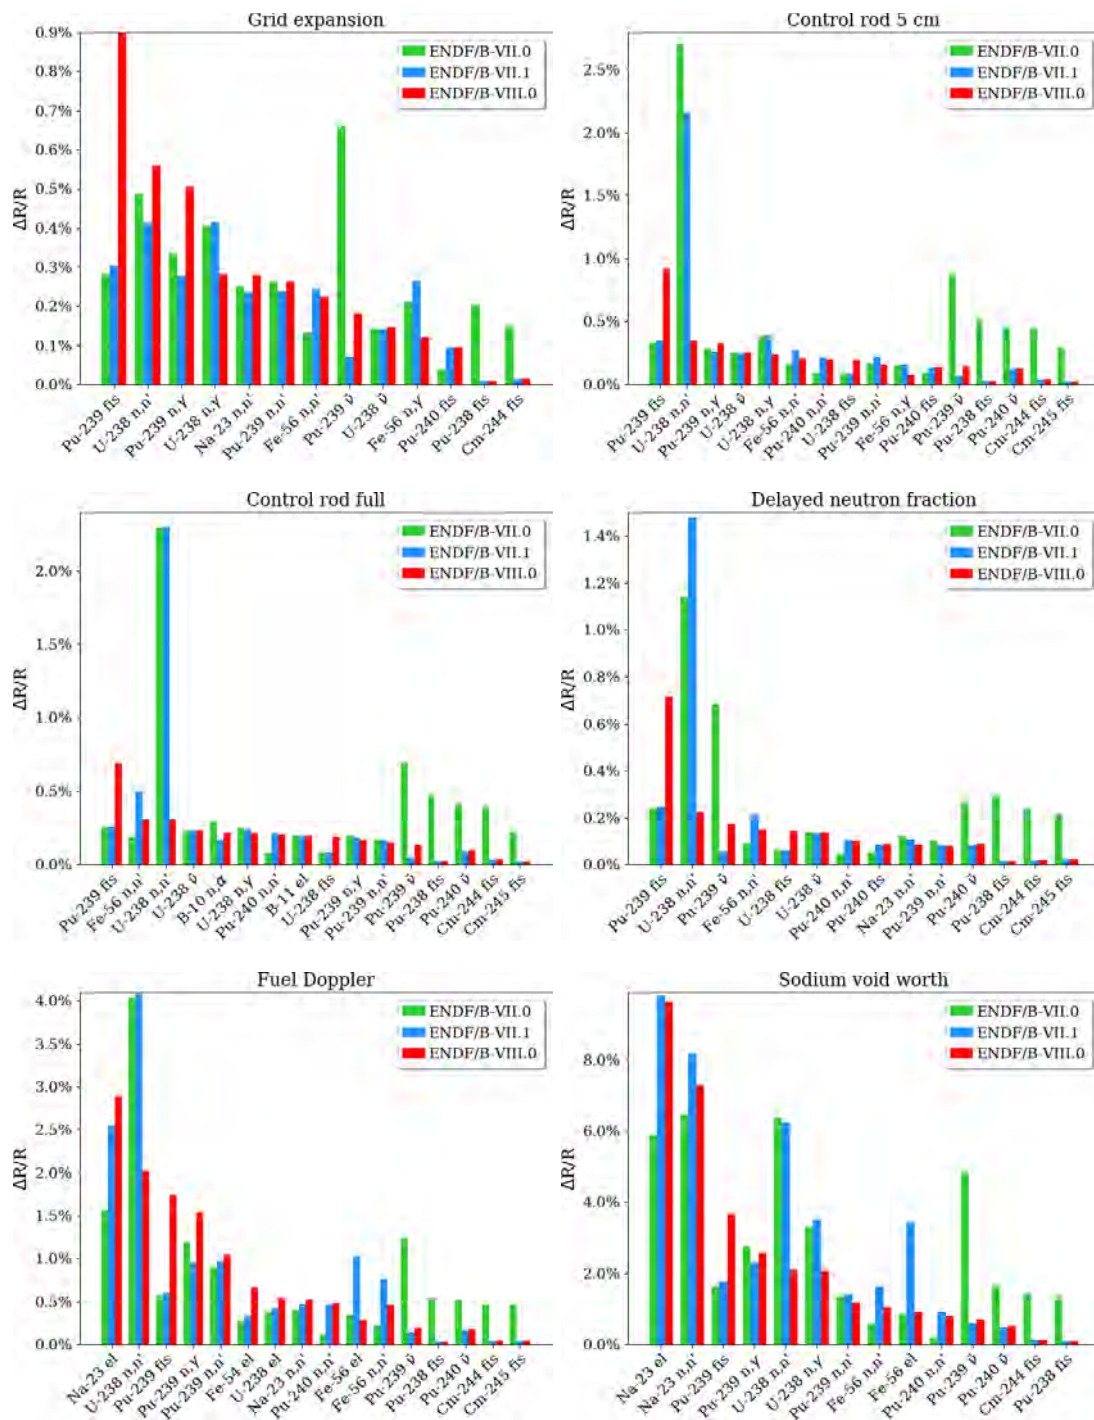 Grid expansion
0.9%
0.8%
0.7%
0.6%
0.5%
0.4%
0.3%
0.2%
0.1%
0.0%
ΔR/R
ENDF/B-VII.0
ENDF/B-VII.1
ENDF/B-VIII.0
Pu-239 fis
U-238 n,n'
Pu-239 n,γ
U-238 n,γ
Na-23 n,n'
Pu-239 n,n'
Fe-56 n,n'
Pu-239 ν̄
U-238 ν̄
Fe-56 n,γ
Pu-240 fis
Pu-238 fis
Cm-244 fis
Control rod 5 cm
2.5%
2.0%
1.5%
1.0%
0.5%
0.0%
ΔR/R
ENDF/B-VII.0
ENDF/B-VII.1
ENDF/B-VIII.0
Pu-239 fis
U-238 n,n'
Pu-239 n,γ
U-238 ν̄
U-238 n,γ
Fe-56 n,n'
Pu-240 n,n'
U-238 fis
Pu-239 n,n'
Fe-56 n,γ
Pu-240 fis
Pu-239 ν̄
Pu-238 fis
Pu-240 ν̄
Cm-244 fis
Cm-245 fis
Control rod full
2.0%
1.5%
1.0%
0.5%
0.0%
ΔR/R
ENDF/B-VII.0
ENDF/B-VII.1
ENDF/B-VIII.0
Pu-239 fis
Fe-56 n,n'
U-238 n,n'
U-238 ν̄
B-10 n,α
U-238 n,γ
Pu-240 n,n'
B-11 el
U-238 fis
Pu-239 n,γ
Pu-239 n,n'
Pu-239 ν̄
Pu-238 fis
Pu-240 ν̄
Cm-244 fis
Cm-245 fis
Delayed neutron fraction
1.4%
1.2%
1.0%
0.8%
0.6%
0.4%
0.2%
0.0%
ΔR/R
ENDF/B-VII.0
ENDF/B-VII.1
ENDF/B-VIII.0
Pu-239 fis
U-238 n,n'
Pu-239 ν̄
Fe-56 n,n'
U-238 fis
U-238 ν̄
Pu-240 n,n'
Pu-240 fis
Na-23 n,n'
Pu-239 n,n'
Pu-240 ν̄
Pu-238 fis
Cm-244 fis
Cm-245 fis
Fuel Doppler
4.0%
3.5%
3.0%
2.5%
2.0%
1.5%
1.0%
0.5%
0.0%
ΔR/R
ENDF/B-VII.0
ENDF/B-VII.1
ENDF/B-VIII.0
Na-23 el
U-238 n,n'
Pu-239 fis
Pu-239 n,γ
Pu-239 n,n'
Fe-54 el
U-238 el
Na-23 n,n'
Pu-240 n,n'
Fe-56 el
Fe-56 n,n'
Pu-239 ν̄
Pu-238 fis
Pu-240 ν̄
Cm-244 fis
Cm-245 fis
Sodium void worth
8.0%
6.0%
4.0%
2.0%
0.0%
ΔR/R
ENDF/B-VII.0
ENDF/B-VII.1
ENDF/B-VIII.0
Na-23 el
Na-23 n,n'
Pu-239 fis
Pu-239 n,γ
U-238 n,n'
U-238 n,γ
Pu-239 n,n'
Fe-56 n,n'
Fe-56 el
Pu-240 n,n'
Pu-239 ν̄
Pu-240 ν̄
Cm-244 fis
Pu-238 fis